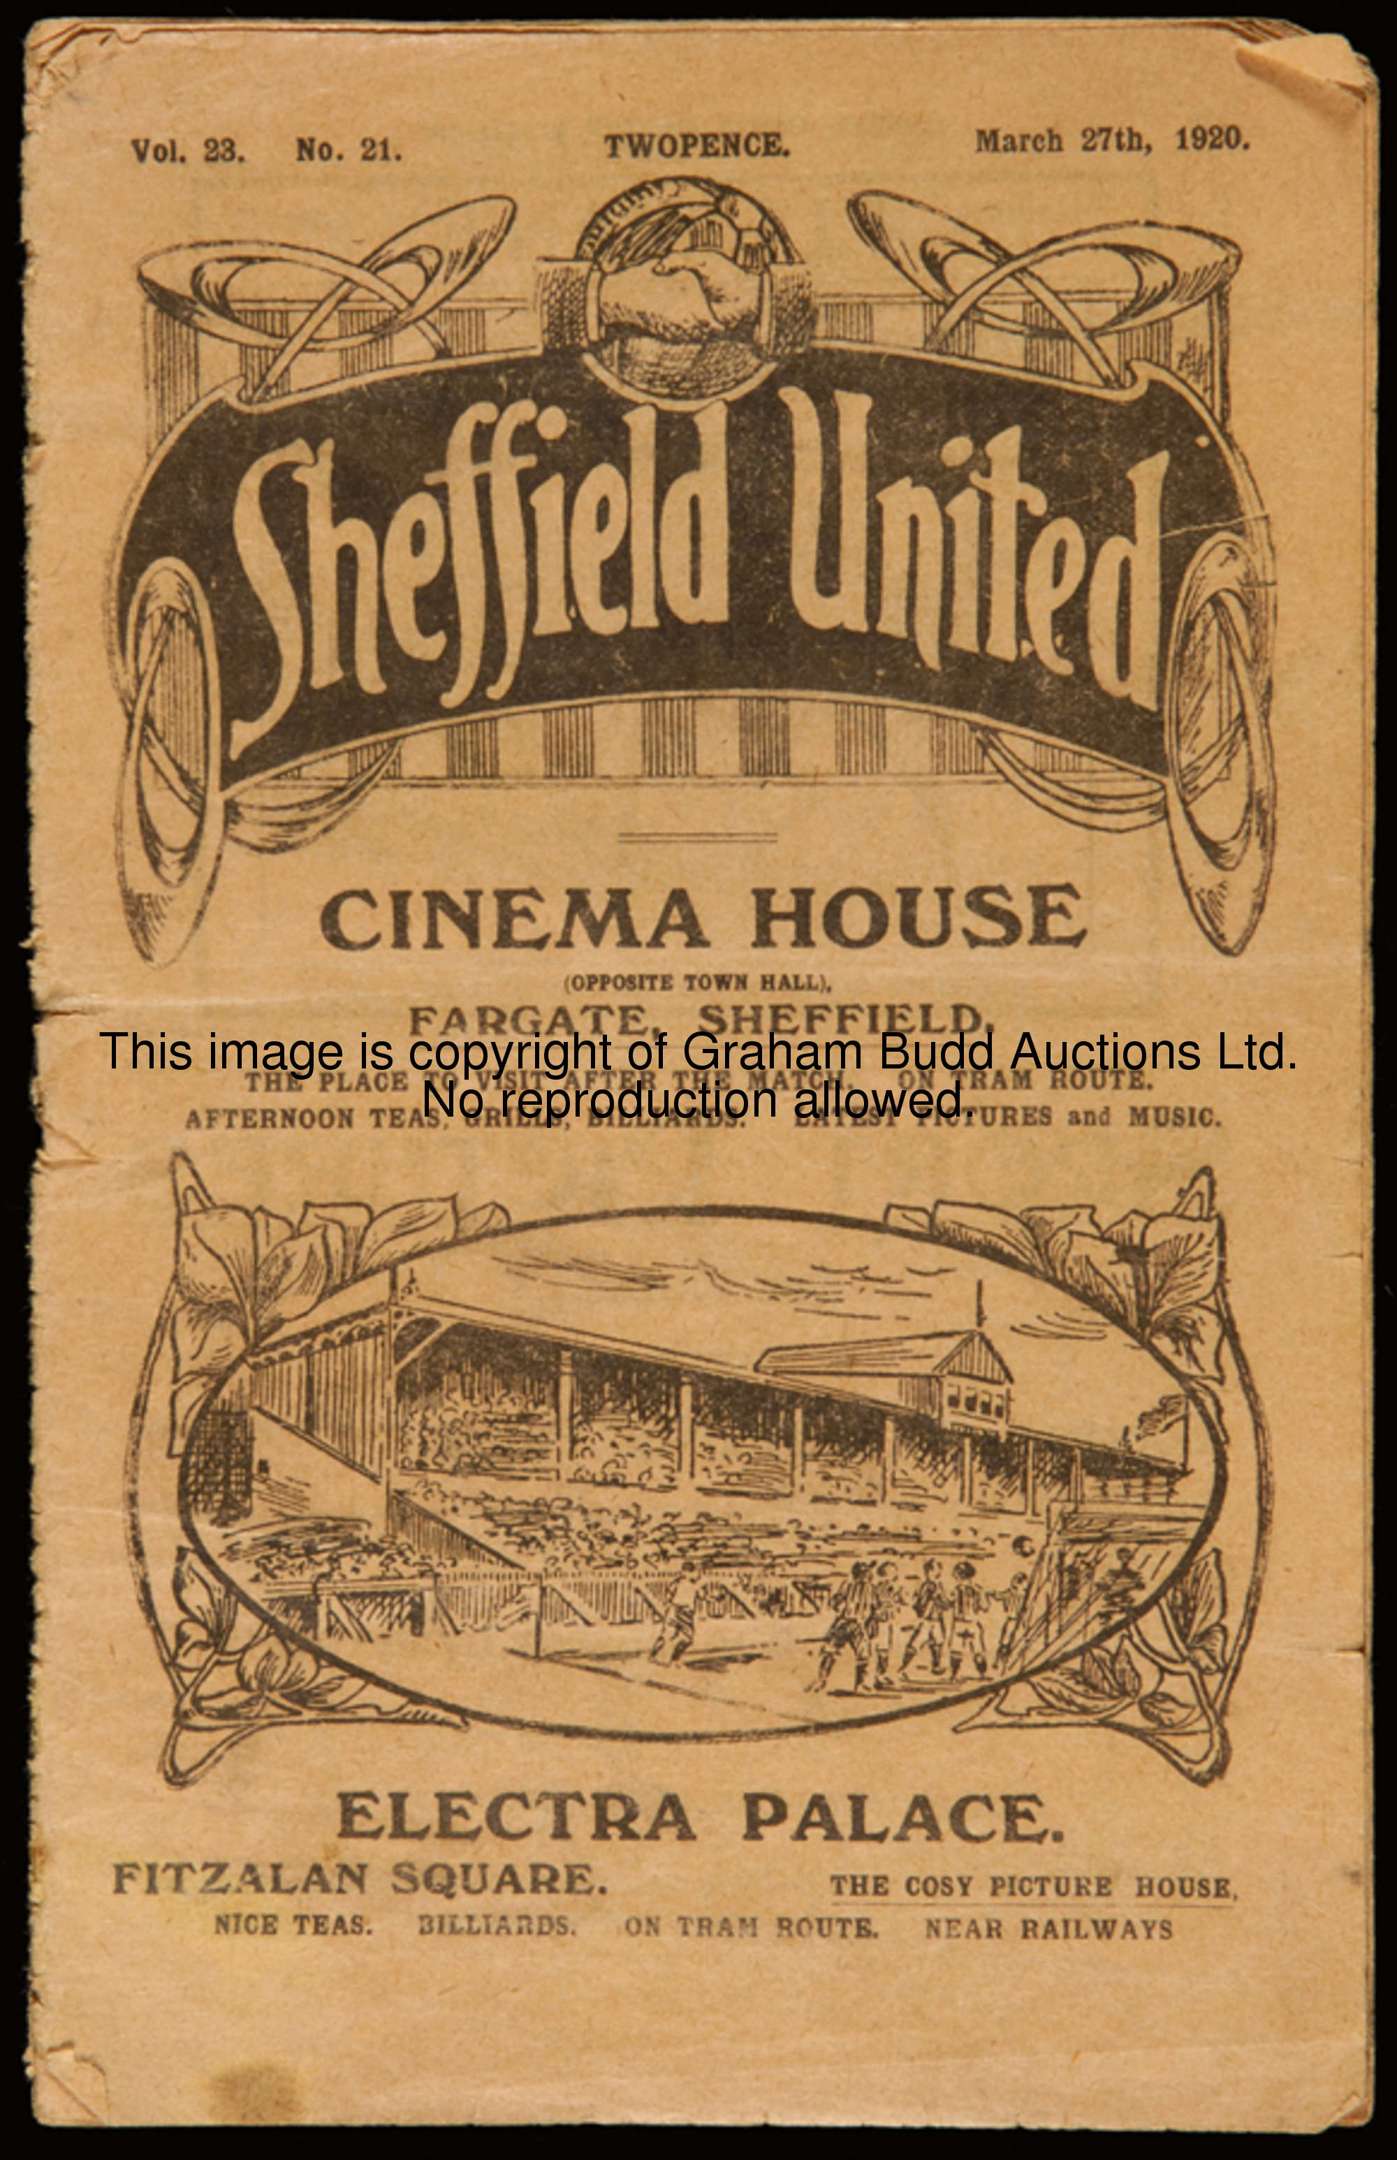 Vol. 23. No. 21. TWOPENCE. March 27th, 1920.
Sheffield United
CINEMA HOUSE
(OPPOSITE TOWN HALL),
FARGATE, SHEFFIELD.
This image is copyright of Graham Budd Auctions Ltd.
THE PLACE TO VISIT AFTER THE MATCH. ON TRAM ROUTE.
No reproduction allowed.
AFTERNOON TEAS, GRILLS, BILLIARDS. LATEST PICTURES and MUSIC.
ELECTRA PALACE.
FITZALAN SQUARE. THE COSY PICTURE HOUSE,
NICE TEAS. BILLIARDS. ON TRAM ROUTE. NEAR RAILWAYS